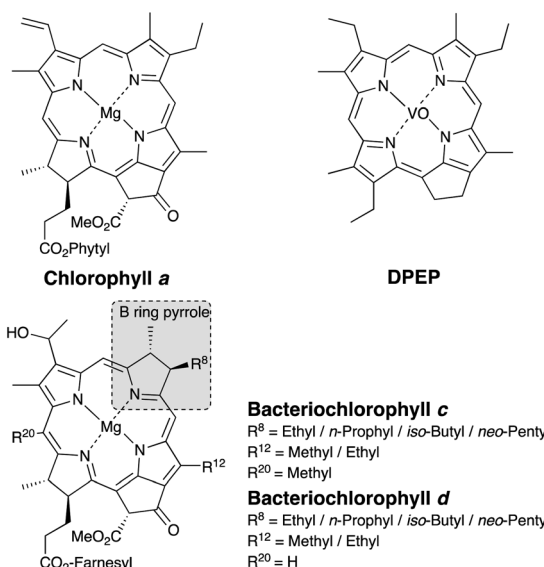 N
N
Mg
N
N
MeO₂C
O
CO₂Phytyl
Chlorophyll a
N
N
VO
N
N
DPEP
B ring pyrrole
HO
R⁸
N
N
Mg
R²⁰
N
N
R¹²
MeO₂C
O
CO₂-Farnesyl
Bacteriochlorophyll c
R⁸ = Ethyl / n-Prophyl / iso-Butyl / neo-Penty
R¹² = Methyl / Ethyl
R²⁰ = Methyl
Bacteriochlorophyll d
R⁸ = Ethyl / n-Prophyl / iso-Butyl / neo-Penty
R¹² = Methyl / Ethyl
R²⁰ = H